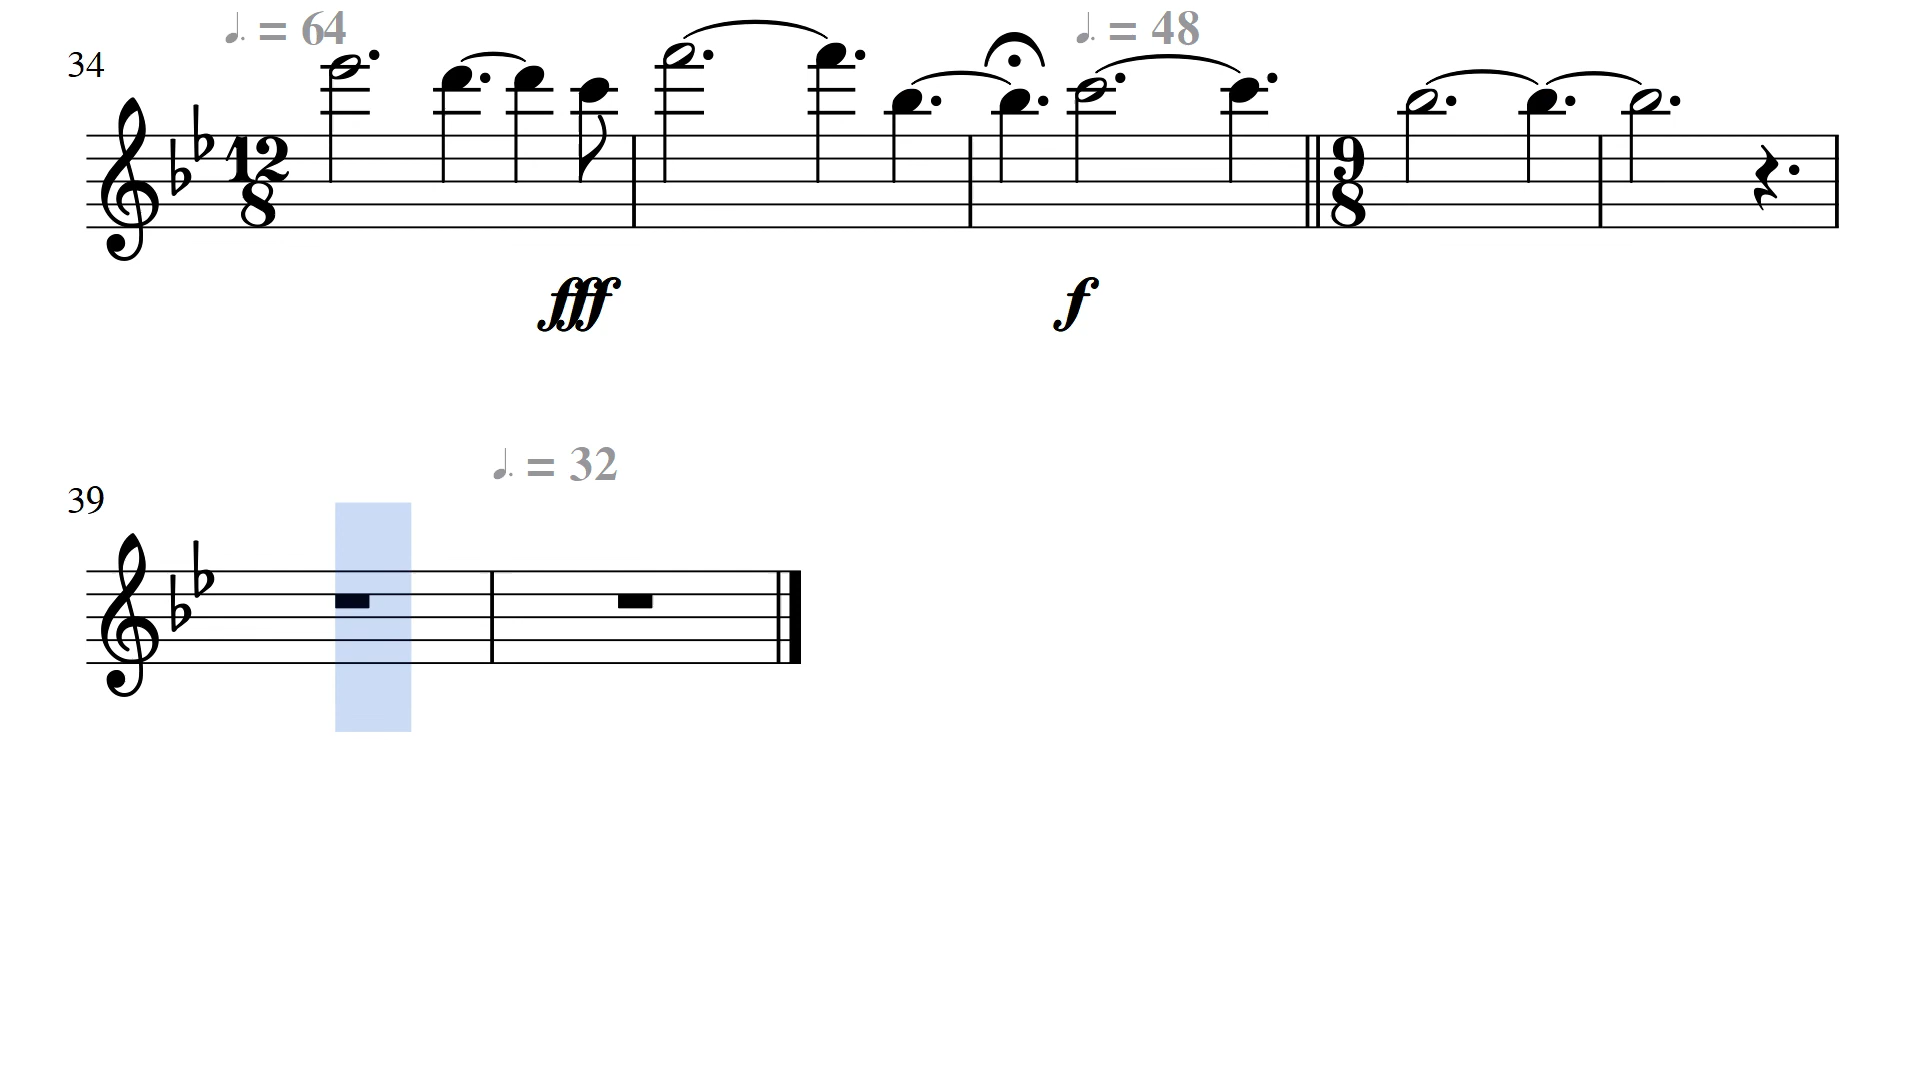 ♩. = 64
♩. = 48
34
12
8
9
8
fff
f
♩. = 32
39